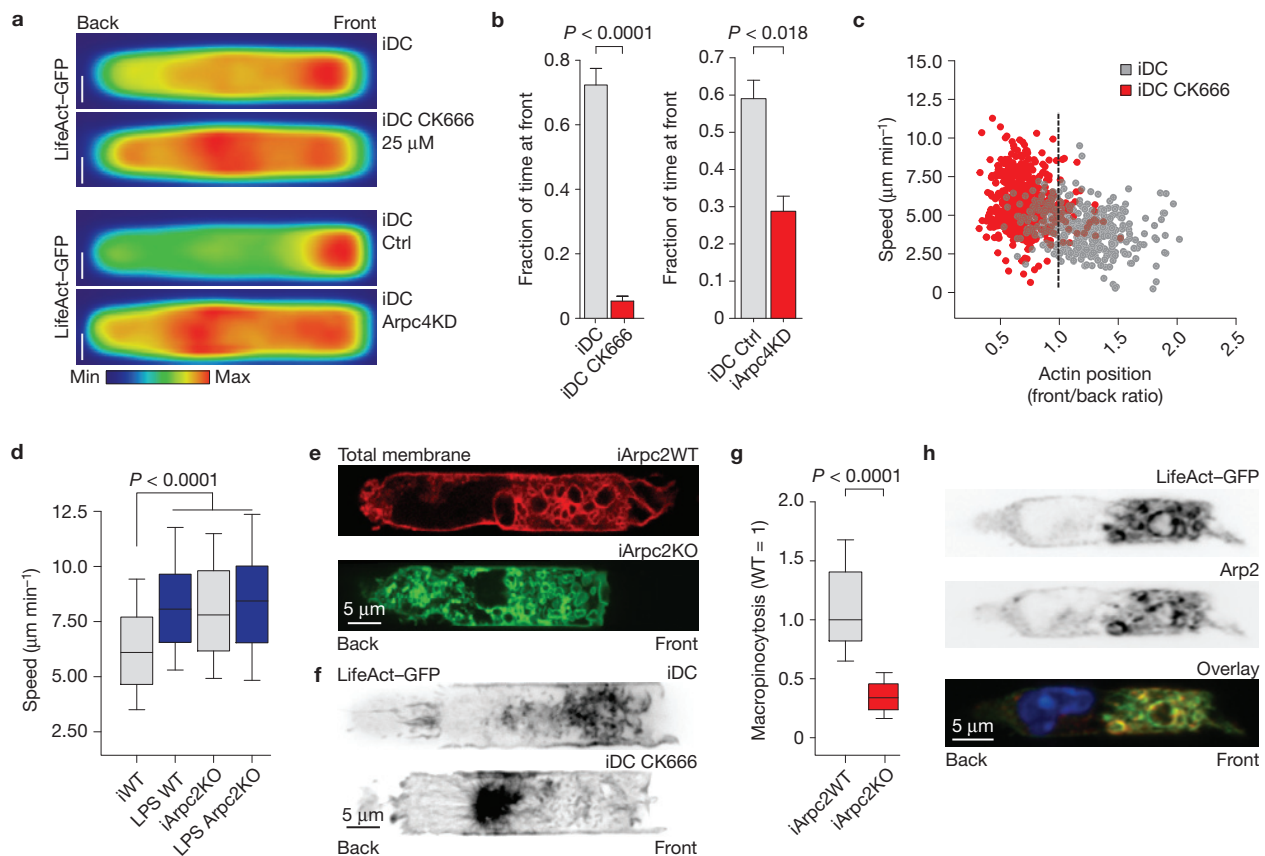 a
Back
Front
LifeAct–GFP
iDC
iDC CK666
25 μM
LifeAct–GFP
iDC
Ctrl
iDC
Arpc4KD
Min
Max
b
P < 0.0001
Fraction of time at front
0.8
0.6
0.4
0.2
0
iDC
iDC CK666
P < 0.018
Fraction of time at front
0.7
0.6
0.5
0.4
0.3
0.2
0.1
0
iDC Ctrl
iArpc4KD
c
iDC
iDC CK666
Speed (μm min⁻¹)
15.0
12.5
10.0
7.50
5.00
2.50
0
0.5
1.0
1.5
2.0
2.5
Actin position
(front/back ratio)
d
P < 0.0001
Speed (μm min⁻¹)
12.5
10.0
7.50
5.00
2.50
iWT
LPS WT
iArpc2KO
LPS Arpc2KO
e
Total membrane
iArpc2WT
iArpc2KO
5 μm
Back
Front
f
LifeAct–GFP
iDC
iDC CK666
5 μm
Back
Front
g
P < 0.0001
Macropinocytosis (WT = 1)
2.0
1.5
1.0
0.5
0
iArpc2WT
iArpc2KO
h
LifeAct–GFP
Arp2
Overlay
5 μm
Back
Front